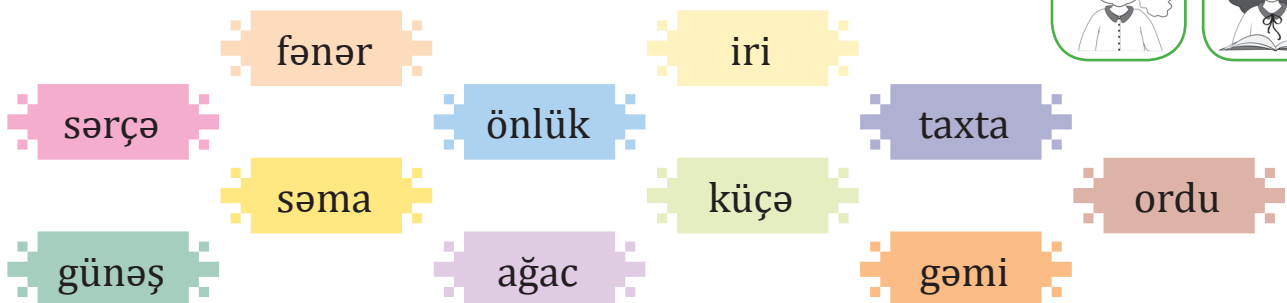 fənər
iri
sərçə
önlük
taxta
səma
küçə
ordu
günəş
ağac
gəmi